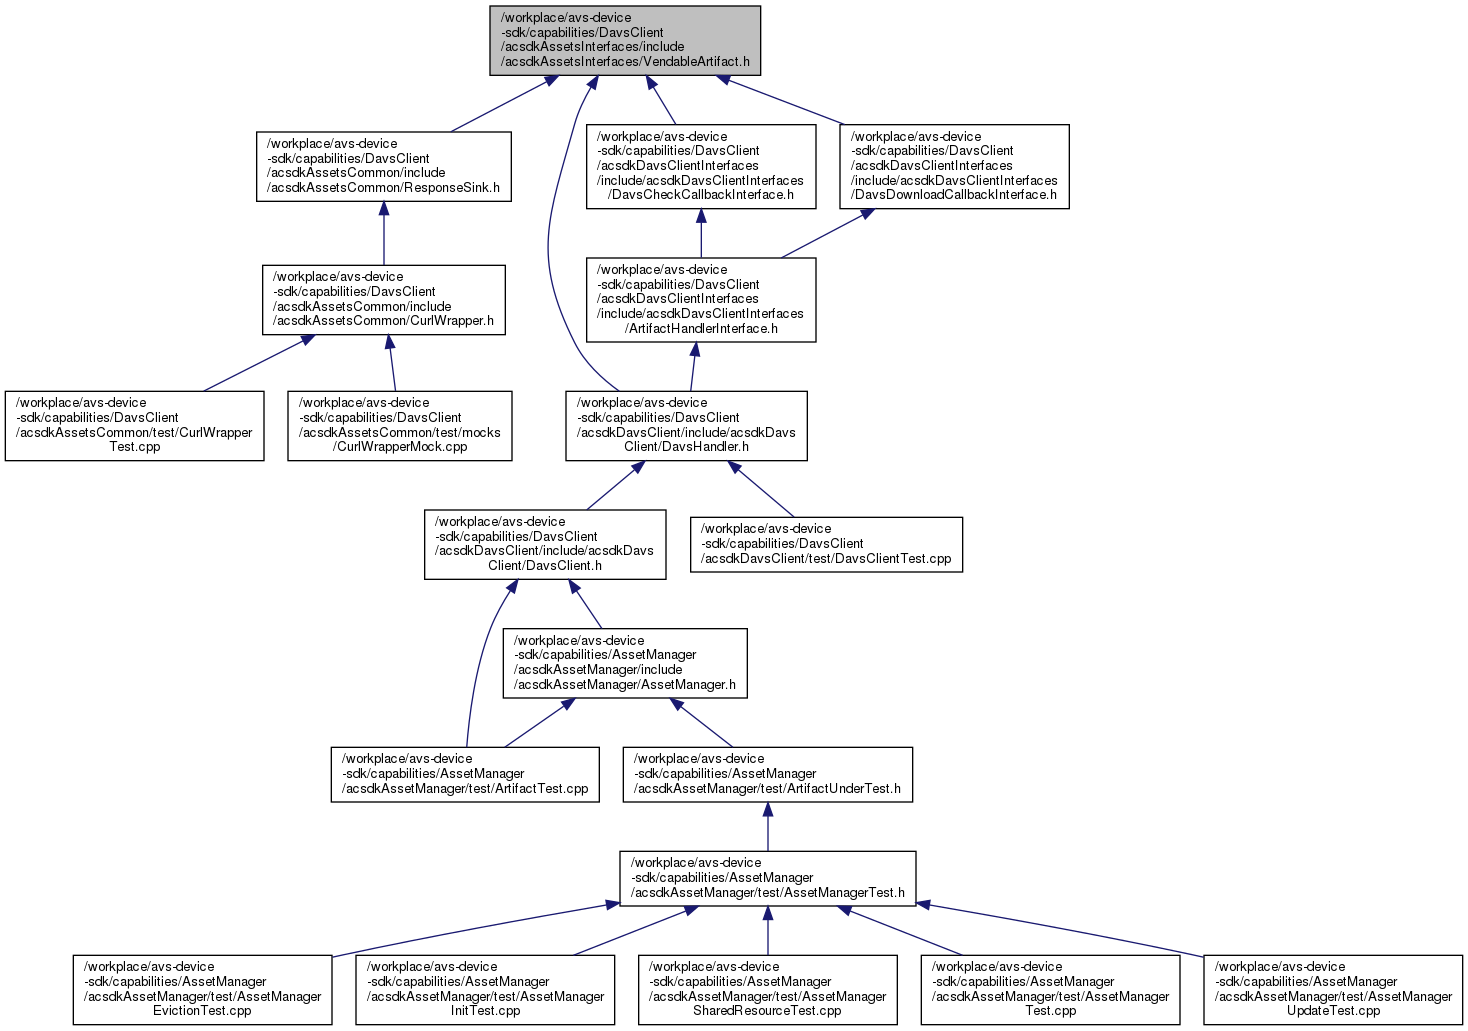 /workplace/avs-device
-sdk/capabilities/DavsClient
/acsdkAssetsInterfaces/include
/acsdkAssetsInterfaces/VendableArtifact.h
/workplace/avs-device
-sdk/capabilities/DavsClient
/acsdkAssetsCommon/include
/acsdkAssetsCommon/ResponseSink.h
/workplace/avs-device
-sdk/capabilities/DavsClient
/acsdkDavsClientInterfaces
/include/acsdkDavsClientInterfaces
/DavsCheckCallbackInterface.h
/workplace/avs-device
-sdk/capabilities/DavsClient
/acsdkDavsClientInterfaces
/include/acsdkDavsClientInterfaces
/DavsDownloadCallbackInterface.h
/workplace/avs-device
-sdk/capabilities/DavsClient
/acsdkAssetsCommon/include
/acsdkAssetsCommon/CurlWrapper.h
/workplace/avs-device
-sdk/capabilities/DavsClient
/acsdkDavsClientInterfaces
/include/acsdkDavsClientInterfaces
/ArtifactHandlerInterface.h
/workplace/avs-device
-sdk/capabilities/DavsClient
/acsdkAssetsCommon/test/CurlWrapper
Test.cpp
/workplace/avs-device
-sdk/capabilities/DavsClient
/acsdkAssetsCommon/test/mocks
/CurlWrapperMock.cpp
/workplace/avs-device
-sdk/capabilities/DavsClient
/acsdkDavsClient/include/acsdkDavs
Client/DavsHandler.h
/workplace/avs-device
-sdk/capabilities/DavsClient
/acsdkDavsClient/include/acsdkDavs
Client/DavsClient.h
/workplace/avs-device
-sdk/capabilities/DavsClient
/acsdkDavsClient/test/DavsClientTest.cpp
/workplace/avs-device
-sdk/capabilities/AssetManager
/acsdkAssetManager/include
/acsdkAssetManager/AssetManager.h
/workplace/avs-device
-sdk/capabilities/AssetManager
/acsdkAssetManager/test/ArtifactTest.cpp
/workplace/avs-device
-sdk/capabilities/AssetManager
/acsdkAssetManager/test/ArtifactUnderTest.h
/workplace/avs-device
-sdk/capabilities/AssetManager
/acsdkAssetManager/test/AssetManagerTest.h
/workplace/avs-device
-sdk/capabilities/AssetManager
/acsdkAssetManager/test/AssetManager
EvictionTest.cpp
/workplace/avs-device
-sdk/capabilities/AssetManager
/acsdkAssetManager/test/AssetManager
InitTest.cpp
/workplace/avs-device
-sdk/capabilities/AssetManager
/acsdkAssetManager/test/AssetManager
SharedResourceTest.cpp
/workplace/avs-device
-sdk/capabilities/AssetManager
/acsdkAssetManager/test/AssetManager
Test.cpp
/workplace/avs-device
-sdk/capabilities/AssetManager
/acsdkAssetManager/test/AssetManager
UpdateTest.cpp